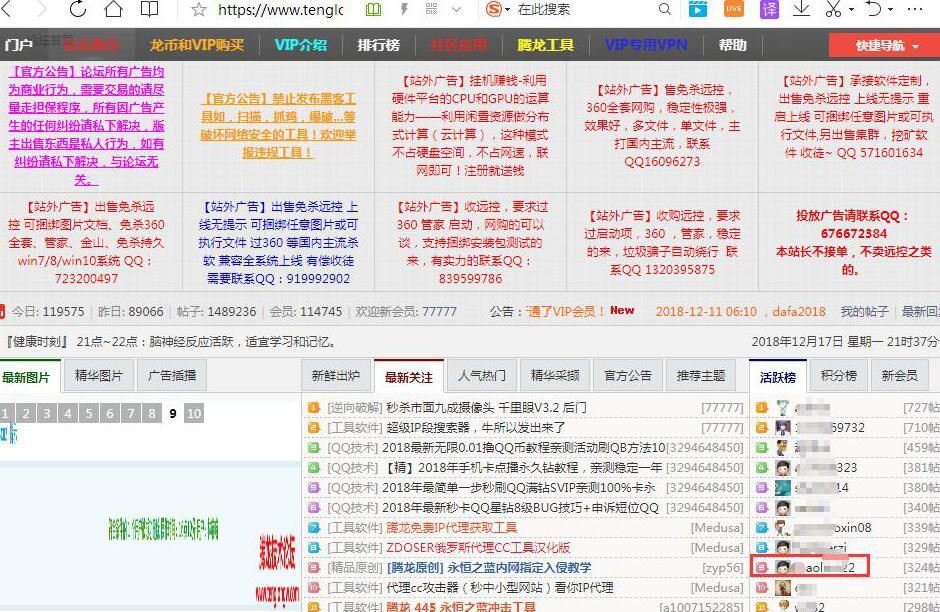 https://www.tenglc
在此搜索
门户
龙币和VIP购买
VIP介绍
排行榜
社区应用
腾龙工具
VIP专用VPN
帮助
快捷导航
【官方公告】论坛所有广告均
为商业行为，需要交易的请尽
量走担保程序，所有因广告产
生的任何纠纷请私下解决，版
主出售东西是私人行为，如有
纠纷请私下解决，与论坛无
关。
【官方公告】禁止发布黑客工
具如，扫描，抓鸡，爆破...等
破坏网络安全的工具！欢迎举
报违规工具！
【站外广告】挂机赚钱-利用
硬件平台的CPU和GPU的运算
能力——利用闲置资源做分布
式计算（云计算），这种模式
不占硬盘空间，不占网速，联
网即可！注册就送钱
【站外广告】售免杀远控，
360全套网购，稳定性极强，
效果好，多文件，单文件，主
打国内主流，联系
QQ16096273
【站外广告】承接软件定制，
出售免杀远控 上线无提示 重
启上线 可捆绑任意图片或可执
行文件,另出售集群，挖矿软
件 收徒~ QQ 571601634
【站外广告】出售免杀远
控 可捆绑图片文档、免杀360
全套、管家、金山、免杀持久
win7/8/win10系统 QQ：
723200497
【站外广告】出售免杀远控 上
线无提示 可捆绑任意图片或可
执行文件 过360 等国内主流杀
软 兼容全系统上线 有偿收徒
需要联系QQ：919992902
【站外广告】收远控，要求过
360 管家 启动，网购的可以
谈，支持捆绑安装包测试的
来，有实力的联系QQ：
839599786
【站外广告】收购远控，要求
过启动项，360 ，管家，稳定
的来，垃圾骗子自动绕行 联
系QQ 1320395875
投放广告请联系QQ：
676672384
本站长不接单，不卖远控之类
的。
今日: 119575 | 昨日: 89066 | 帖子: 1489236 | 会员: 114745 | 欢迎新会员: 77777
公告： 通了VIP会员！ New 2018-12-11 06:10 ，dafa2018 我的帖子 | 最新回
『健康时刻』 21点~22点：脑神经反应活跃，适宜学习和记忆。
2018年12月17日 星期一 21时37分
最新图片
精华图片
广告插播
新鲜出炉
最新关注
人气热门
精华采撷
官方公告
推荐主题
活跃榜
积分榜
新会员
1 2 3 4 5 6 7 8 9 10
[逆向破解] 秒杀市面九成摄像头 千里眼V3.2 后门 [77777]
[工具软件] 超级IP段搜索器，牛所以发出来了 [77777]
[QQ技术] 2018最新无限0.01撸QQ币教程亲测活动刷QB方法10 [3294648450]
[QQ技术] 【精】2018年手机卡点播永久钻教程，亲测稳定一年 [3294648450]
[QQ技术] 2018年最简单一步秒刷QQ满钻SVIP亲测100%卡永 [3294648450]
[QQ技术] 2018年最新秒卡QQ星钻8级BUG技巧+申诉短位QQ [3294648450]
[工具软件] 腾龙免费IP代理获取工具 [Medusa]
[工具软件] ZDOSER俄罗斯代理CC工具汉化版 [Medusa]
[精品原创] [腾龙原创] 永恒之蓝内网指定入侵教学 [zyp56]
[工具软件] 代理cc攻击器（秒中小型网站）看你IP代理 [Medusa]
[工具软件] 腾龙 445 永恒之蓝冲击工具 [a1007152285]
[727帖
59732 [710帖
[459帖
323 [381帖
14 [380帖
[340帖
oxin08 [339帖
[329帖
22 [324帖
[321帖